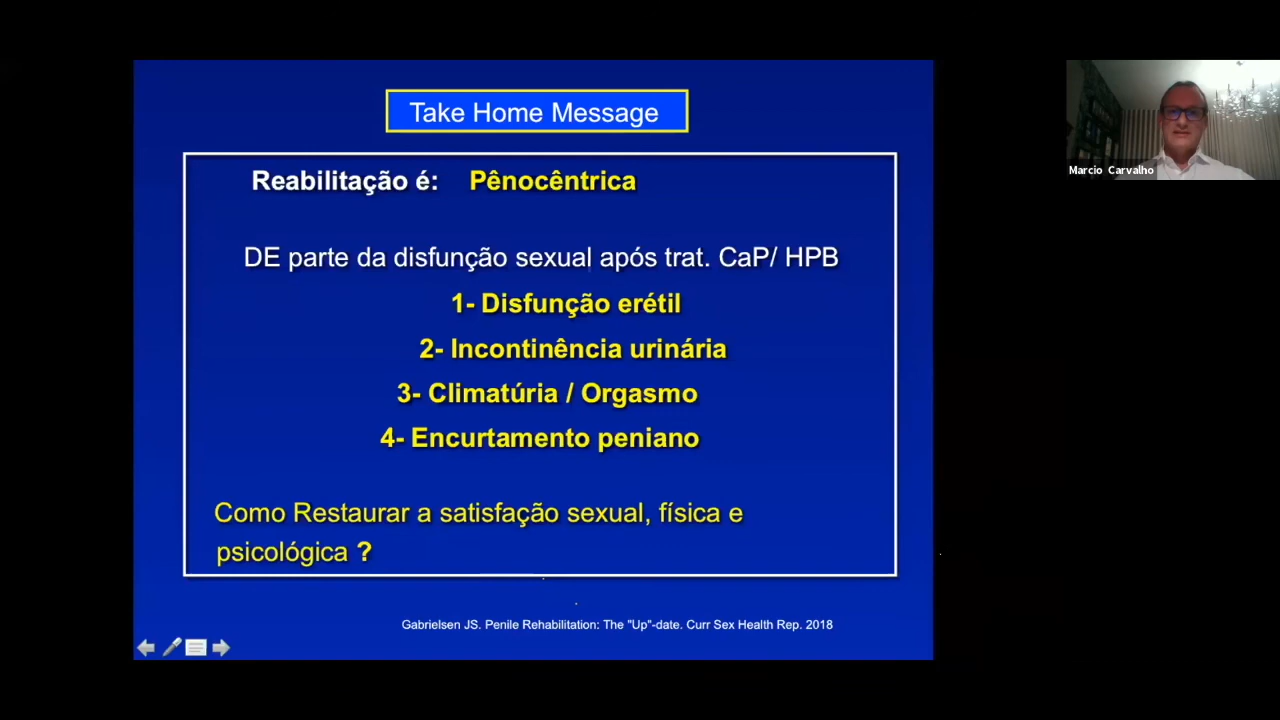 Take Home Message
Reabilitação é: Pênocêntrica
DE parte da disfunção sexual após trat. CaP/ HPB
1- Disfunção erétil
2- Incontinência urinária
3- Climatúria / Orgasmo
4- Encurtamento peniano
Como Restaurar a satisfação sexual, física e
psicológica ?
Gabrielsen JS. Penile Rehabilitation: The "Up"-date. Curr Sex Health Rep. 2018
Marcio Carvalho